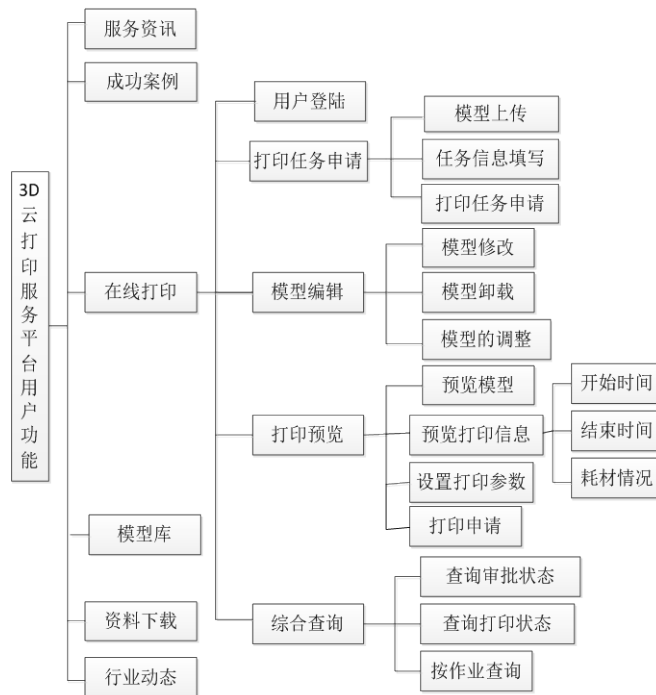 3D云打印服务平台用户功能
服务资讯
成功案例
在线打印
模型库
资料下载
行业动态
用户登陆
打印任务申请
模型编辑
打印预览
综合查询
模型上传
任务信息填写
打印任务申请
模型修改
模型卸载
模型的调整
预览模型
预览打印信息
设置打印参数
打印申请
查询审批状态
查询打印状态
按作业查询
开始时间
结束时间
耗材情况